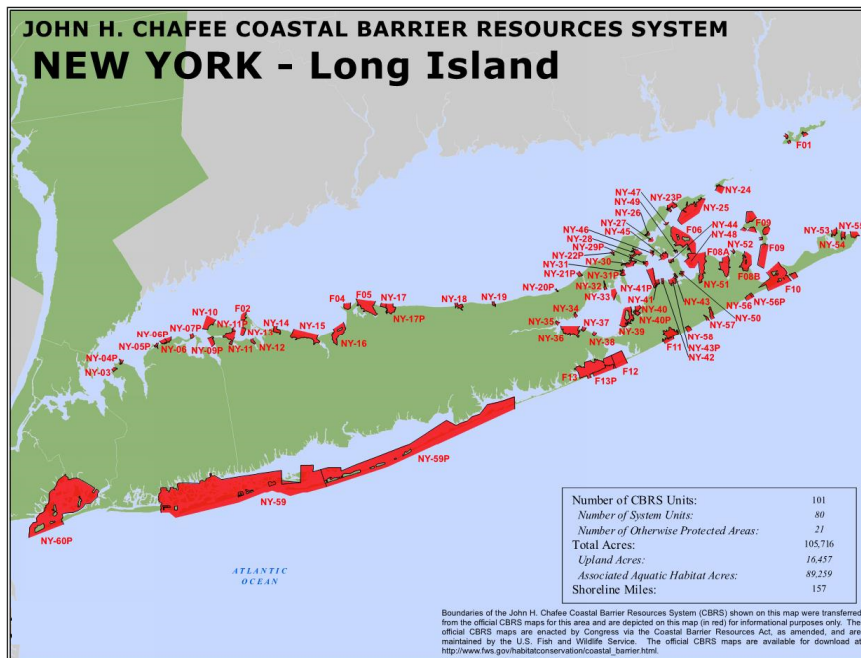 JOHN H. CHAFEE COASTAL BARRIER RESOURCES SYSTEM
NEW YORK - Long Island
F01
NY-47
NY-49
NY-26
NY-27
NY-45
NY-46
NY-28
NY-29P
NY-22P
NY-31
NY-30
NY-21P
NY-31P
NY-20P
NY-32
NY-33
NY-23P
NY-24
NY-25
F06
NY-44
NY-48
F08A
NY-52
F09
F09
F08B
NY-51
NY-53
NY-54
NY-55
F10
NY-56P
NY-56
NY-57
NY-50
NY-43
NY-58
NY-43P
NY-42
F11
NY-41P
NY-41
NY-40
NY-40P
NY-39
NY-34
NY-35
NY-36
NY-37
NY-38
F13
F13P
F12
NY-19
NY-18
NY-17
NY-17P
F05
F04
NY-16
NY-15
NY-14
NY-12
NY-13
F02
NY-10
NY-11P
NY-11
NY-09P
NY-07P
NY-06P
NY-06
NY-05P
NY-04P
NY-03
NY-59P
NY-59
NY-60P
ATLANTIC
OCEAN
Number of CBRS Units: 101
Number of System Units: 80
Number of Otherwise Protected Areas: 21
Total Acres: 105,716
Upland Acres: 16,457
Associated Aquatic Habitat Acres: 89,259
Shoreline Miles: 157
Boundaries of the John H. Chafee Coastal Barrier Resources System (CBRS) shown on this map were transferred
from the official CBRS maps for this area and are depicted on this map (in red) for informational purposes only. The
official CBRS maps are enacted by Congress via the Coastal Barrier Resources Act, as amended, and are
maintained by the U.S. Fish and Wildlife Service. The official CBRS maps are available for download at
http://www.fws.gov/habitatconservation/coastal_barrier.html.